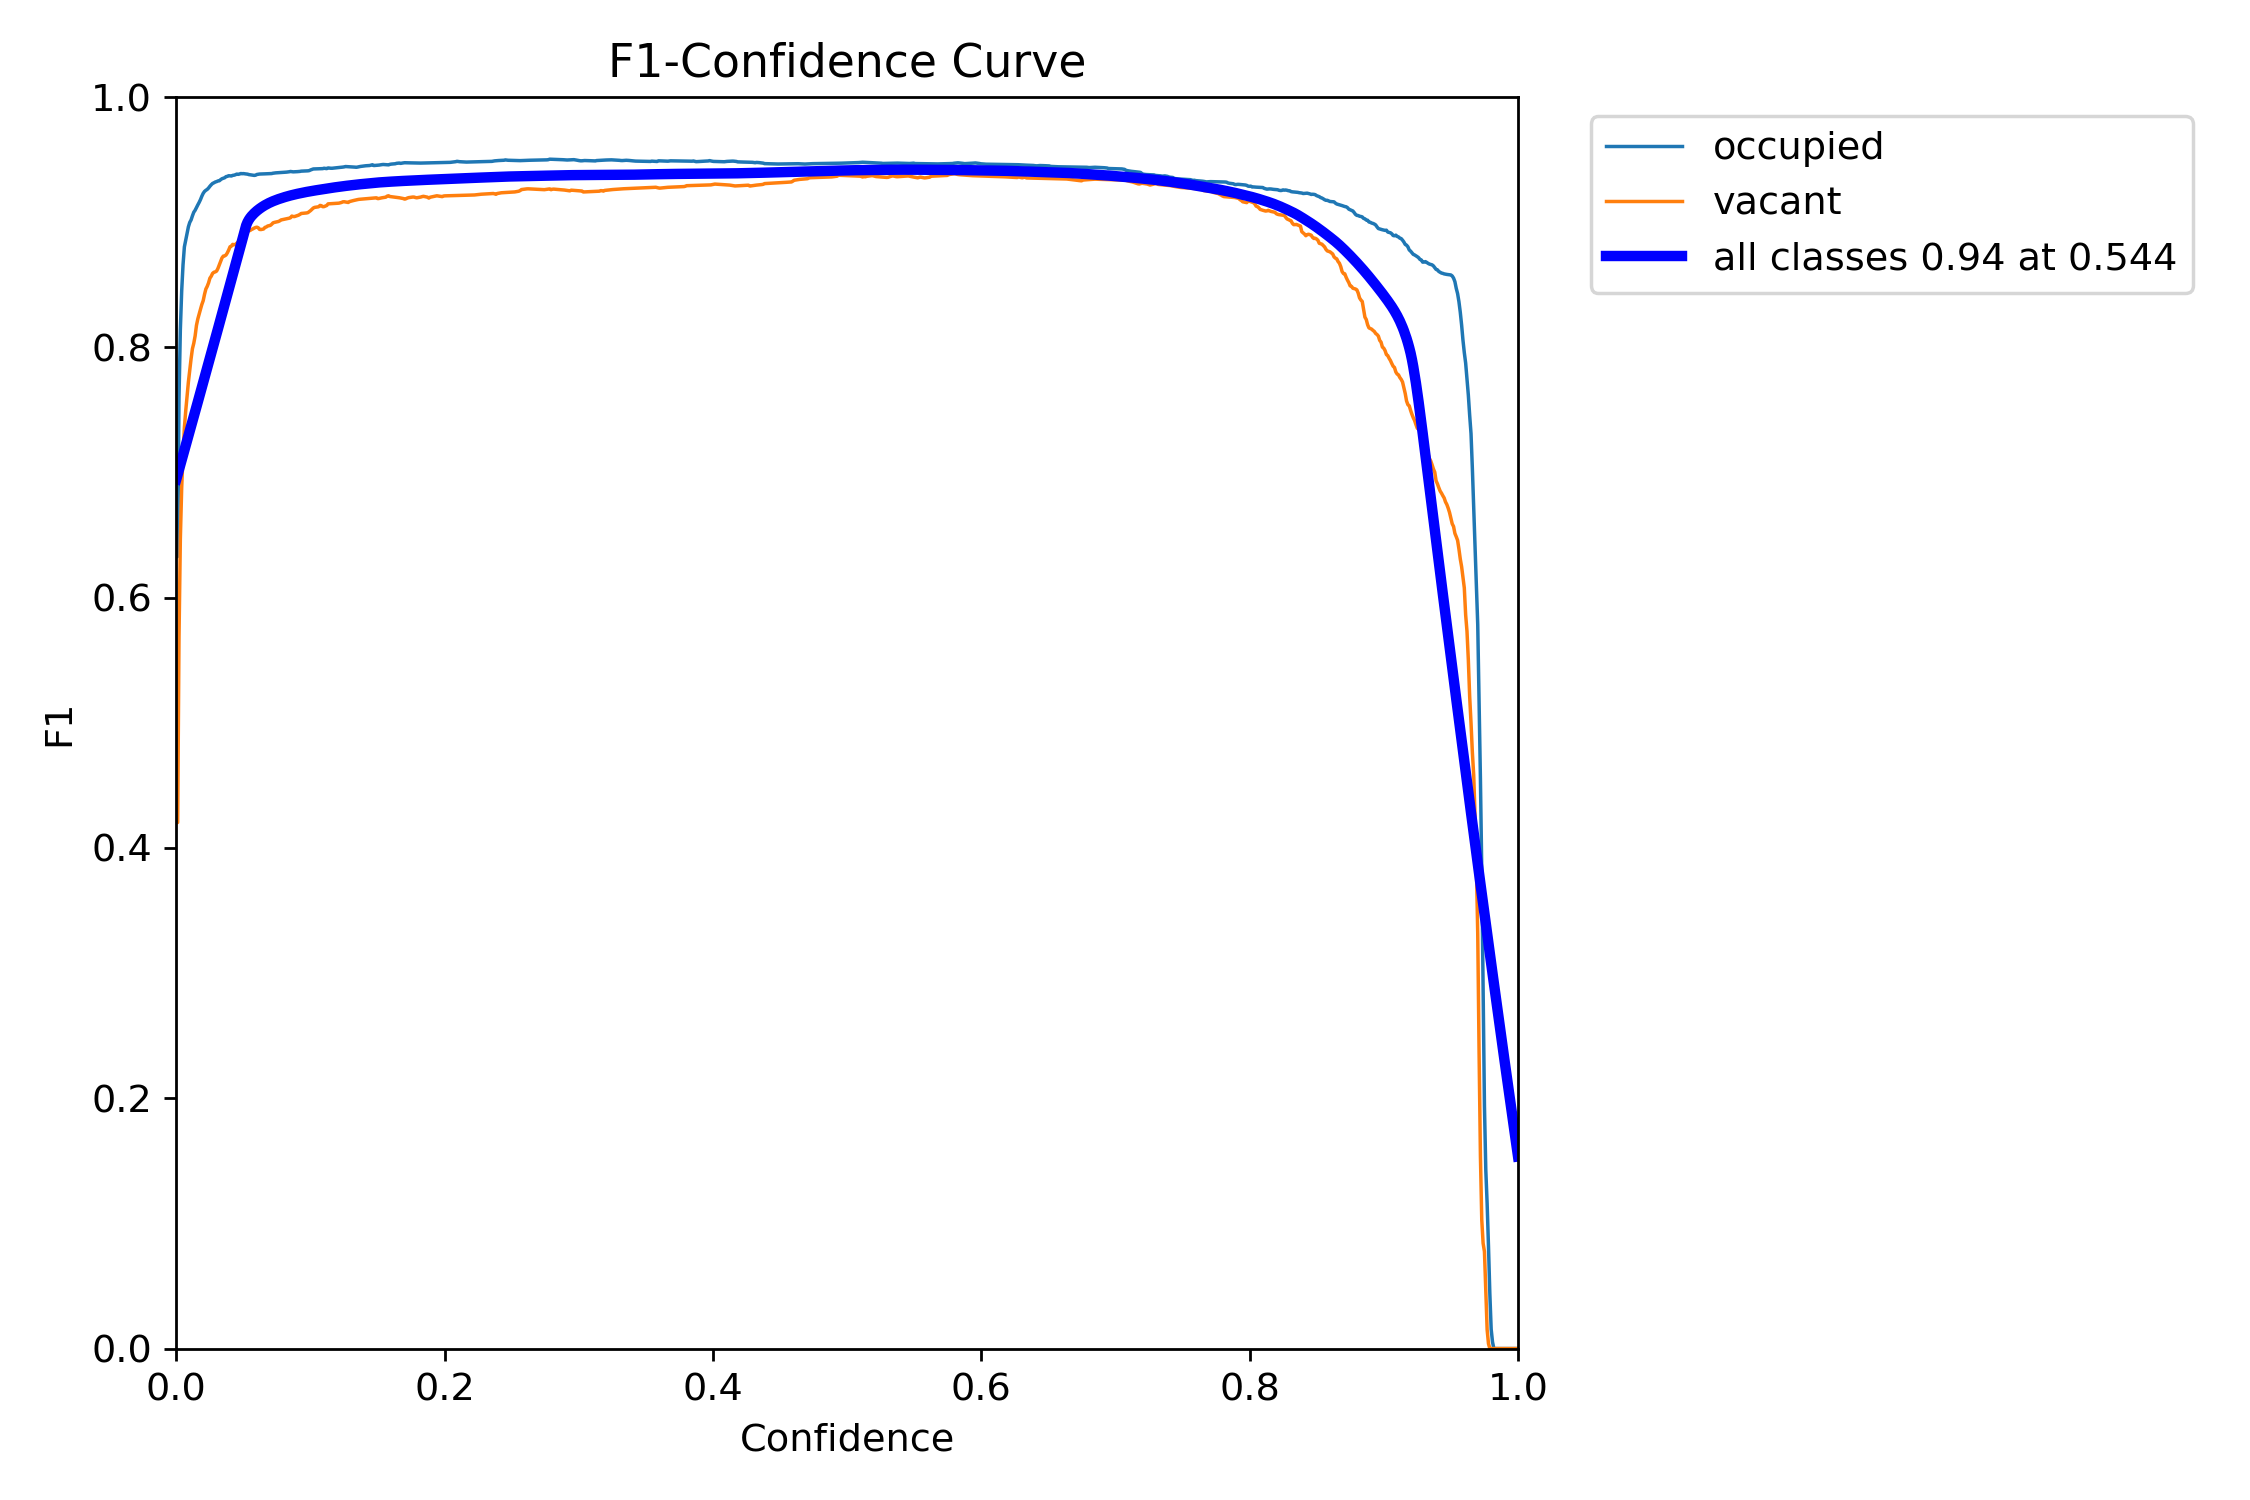 F1-Confidence Curve
occupied
vacant
all classes 0.94 at 0.544
1.0
0.8
0.6
0.4
0.2
0.0
F1
0.0 0.2 0.4 0.6 0.8 1.0
Confidence